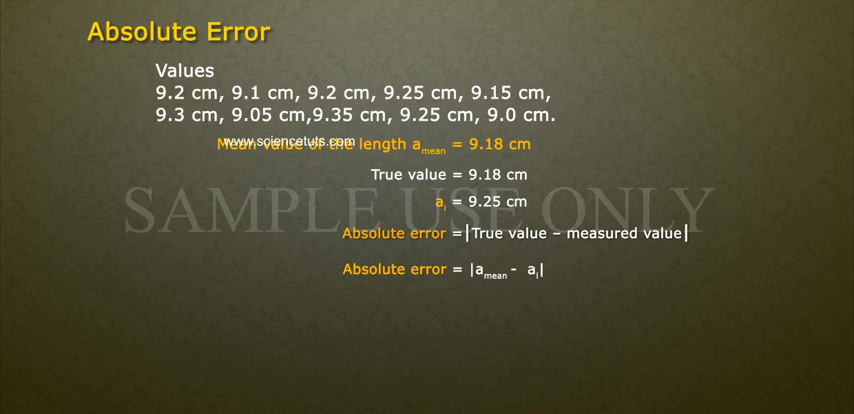 Absolute Error
Values
9.2 cm, 9.1 cm, 9.2 cm, 9.25 cm, 9.15 cm,
9.3 cm, 9.05 cm,9.35 cm, 9.25 cm, 9.0 cm.
www.sciencetuts.com
Mean value of the length amean = 9.18 cm
True value = 9.18 cm
SAMPLE USE ONLY
aI = 9.25 cm
Absolute error =|True value – measured value|
Absolute error = |amean - aI|